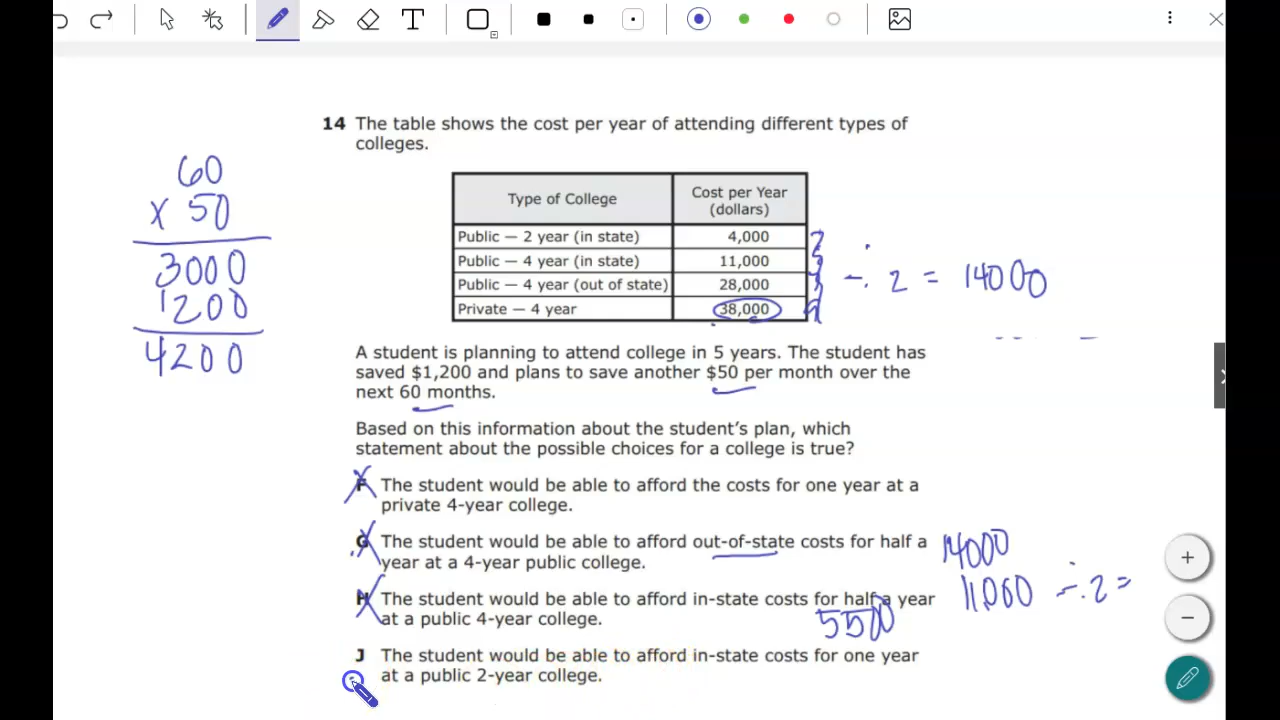 T
14 The table shows the cost per year of attending different types of
colleges.
Type of College Cost per Year
(dollars)
Public — 2 year (in state) 4,000
Public — 4 year (in state) 11,000
Public — 4 year (out of state) 28,000
Private — 4 year 38,000
÷ 2 = 14000
60
x 50
3000
1200
4200
A student is planning to attend college in 5 years. The student has
saved $1,200 and plans to save another $50 per month over the
next 60 months.
Based on this information about the student's plan, which
statement about the possible choices for a college is true?
F The student would be able to afford the costs for one year at a
private 4-year college.
G The student would be able to afford out-of-state costs for half a
year at a 4-year public college.
14000
H The student would be able to afford in-state costs for half a year
at a public 4-year college.
11,000 ÷ 2 =
5500
J The student would be able to afford in-state costs for one year
at a public 2-year college.